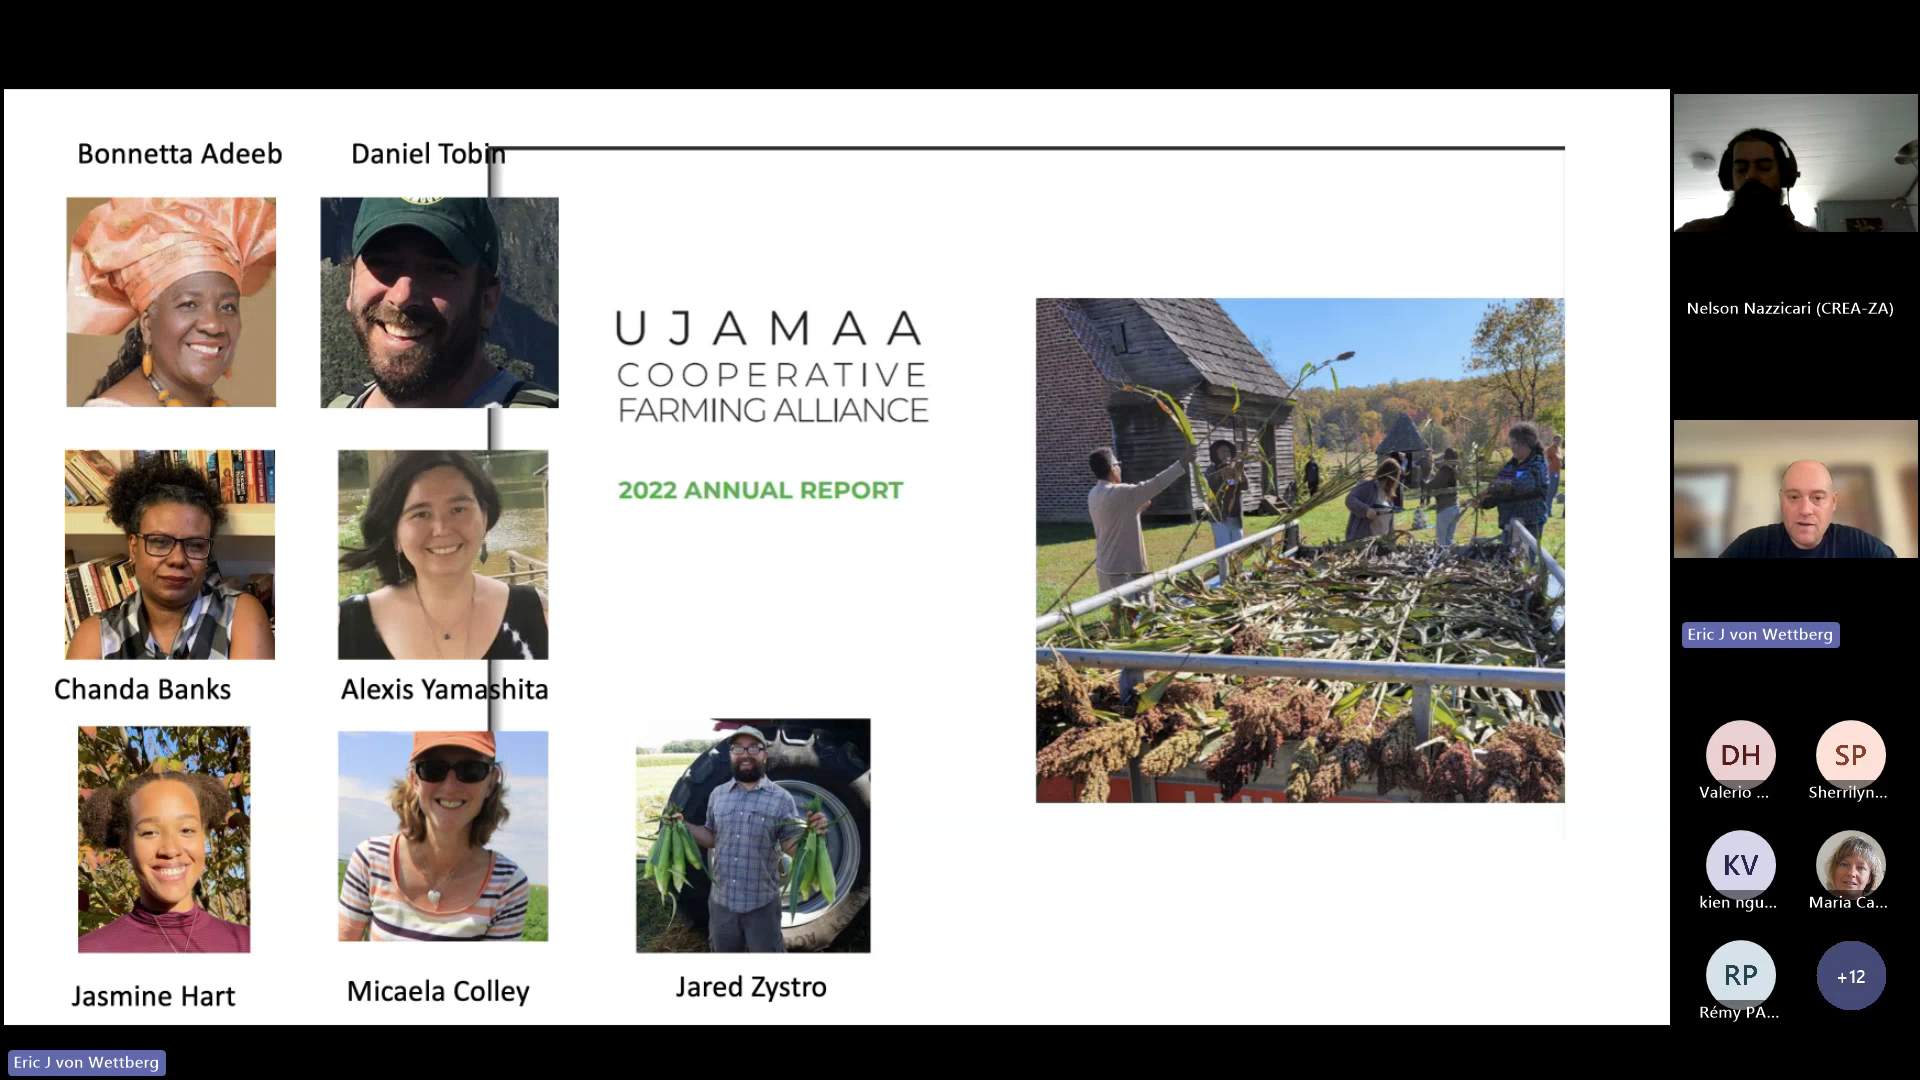 Bonnetta Adeeb
Daniel Tobin
UJAMAA
COOPERATIVE
FARMING ALLIANCE
2022 ANNUAL REPORT
Chanda Banks
Alexis Yamashita
Jasmine Hart
Micaela Colley
Jared Zystro
Nelson Nazzicari (CREA-ZA)
Eric J von Wettberg
DH
SP
Valerio ...
Sherrilyn...
KV
kien ngu...
Maria Ca...
RP
+12
Rémy PA...
Eric J von Wettberg